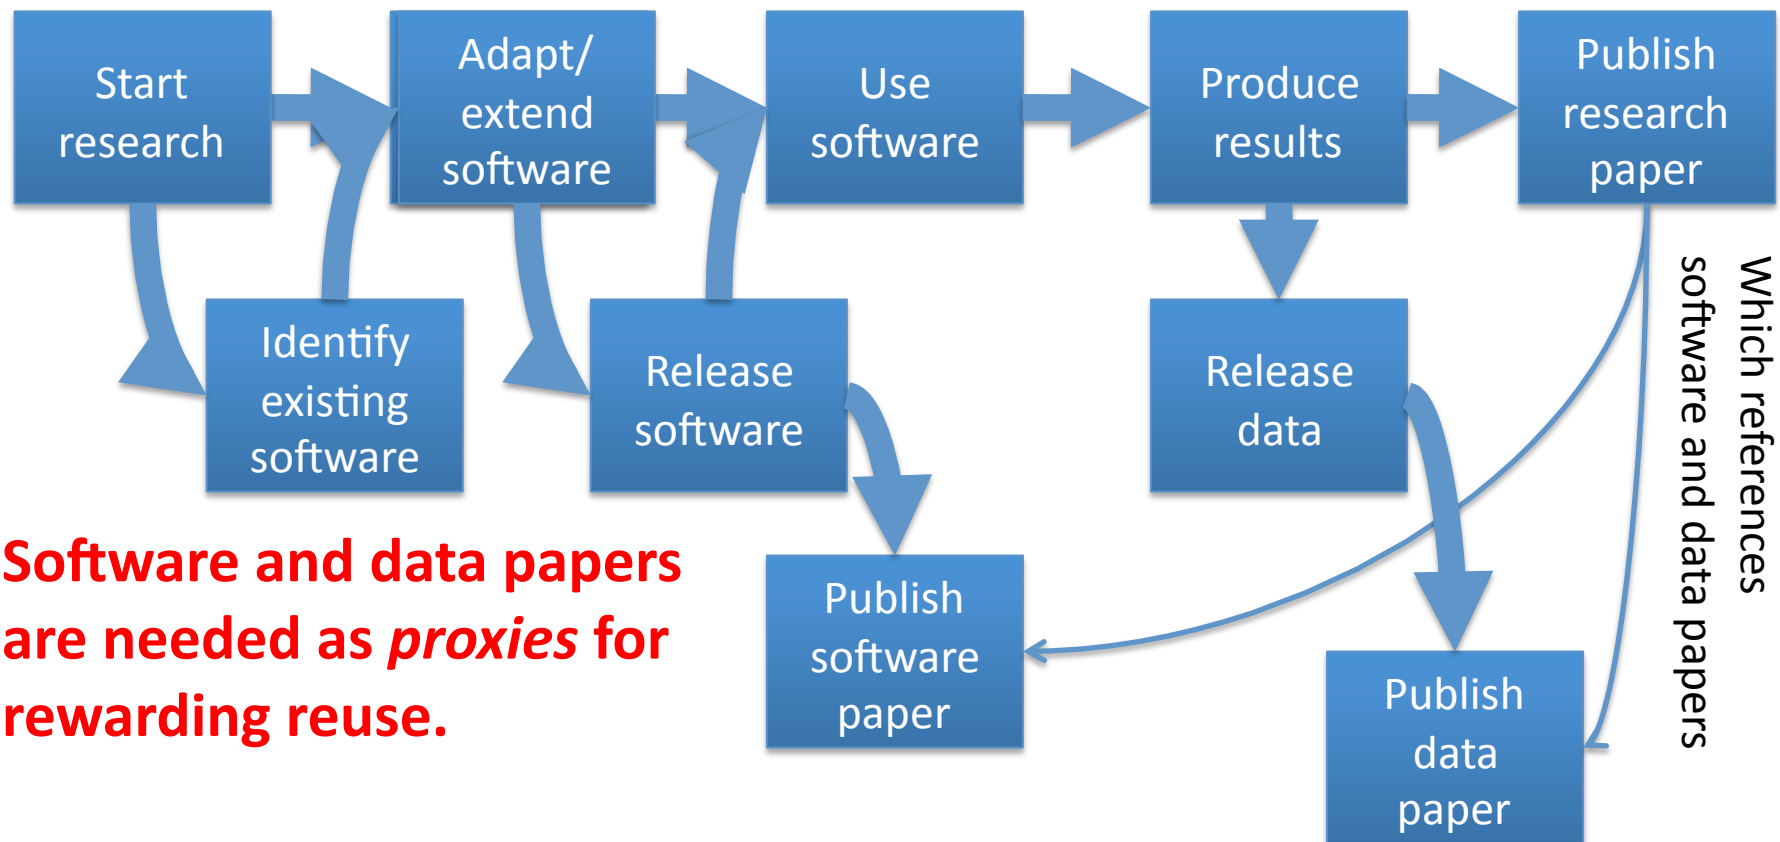 Start
research
Adapt/
extend
software
Use
software
Produce
results
Publish
research
paper
Identify
existing
software
Release
software
Release
data
Which references
software and data papers
Software and data papers
are needed as proxies for
rewarding reuse.
Publish
software
paper
Publish
data
paper